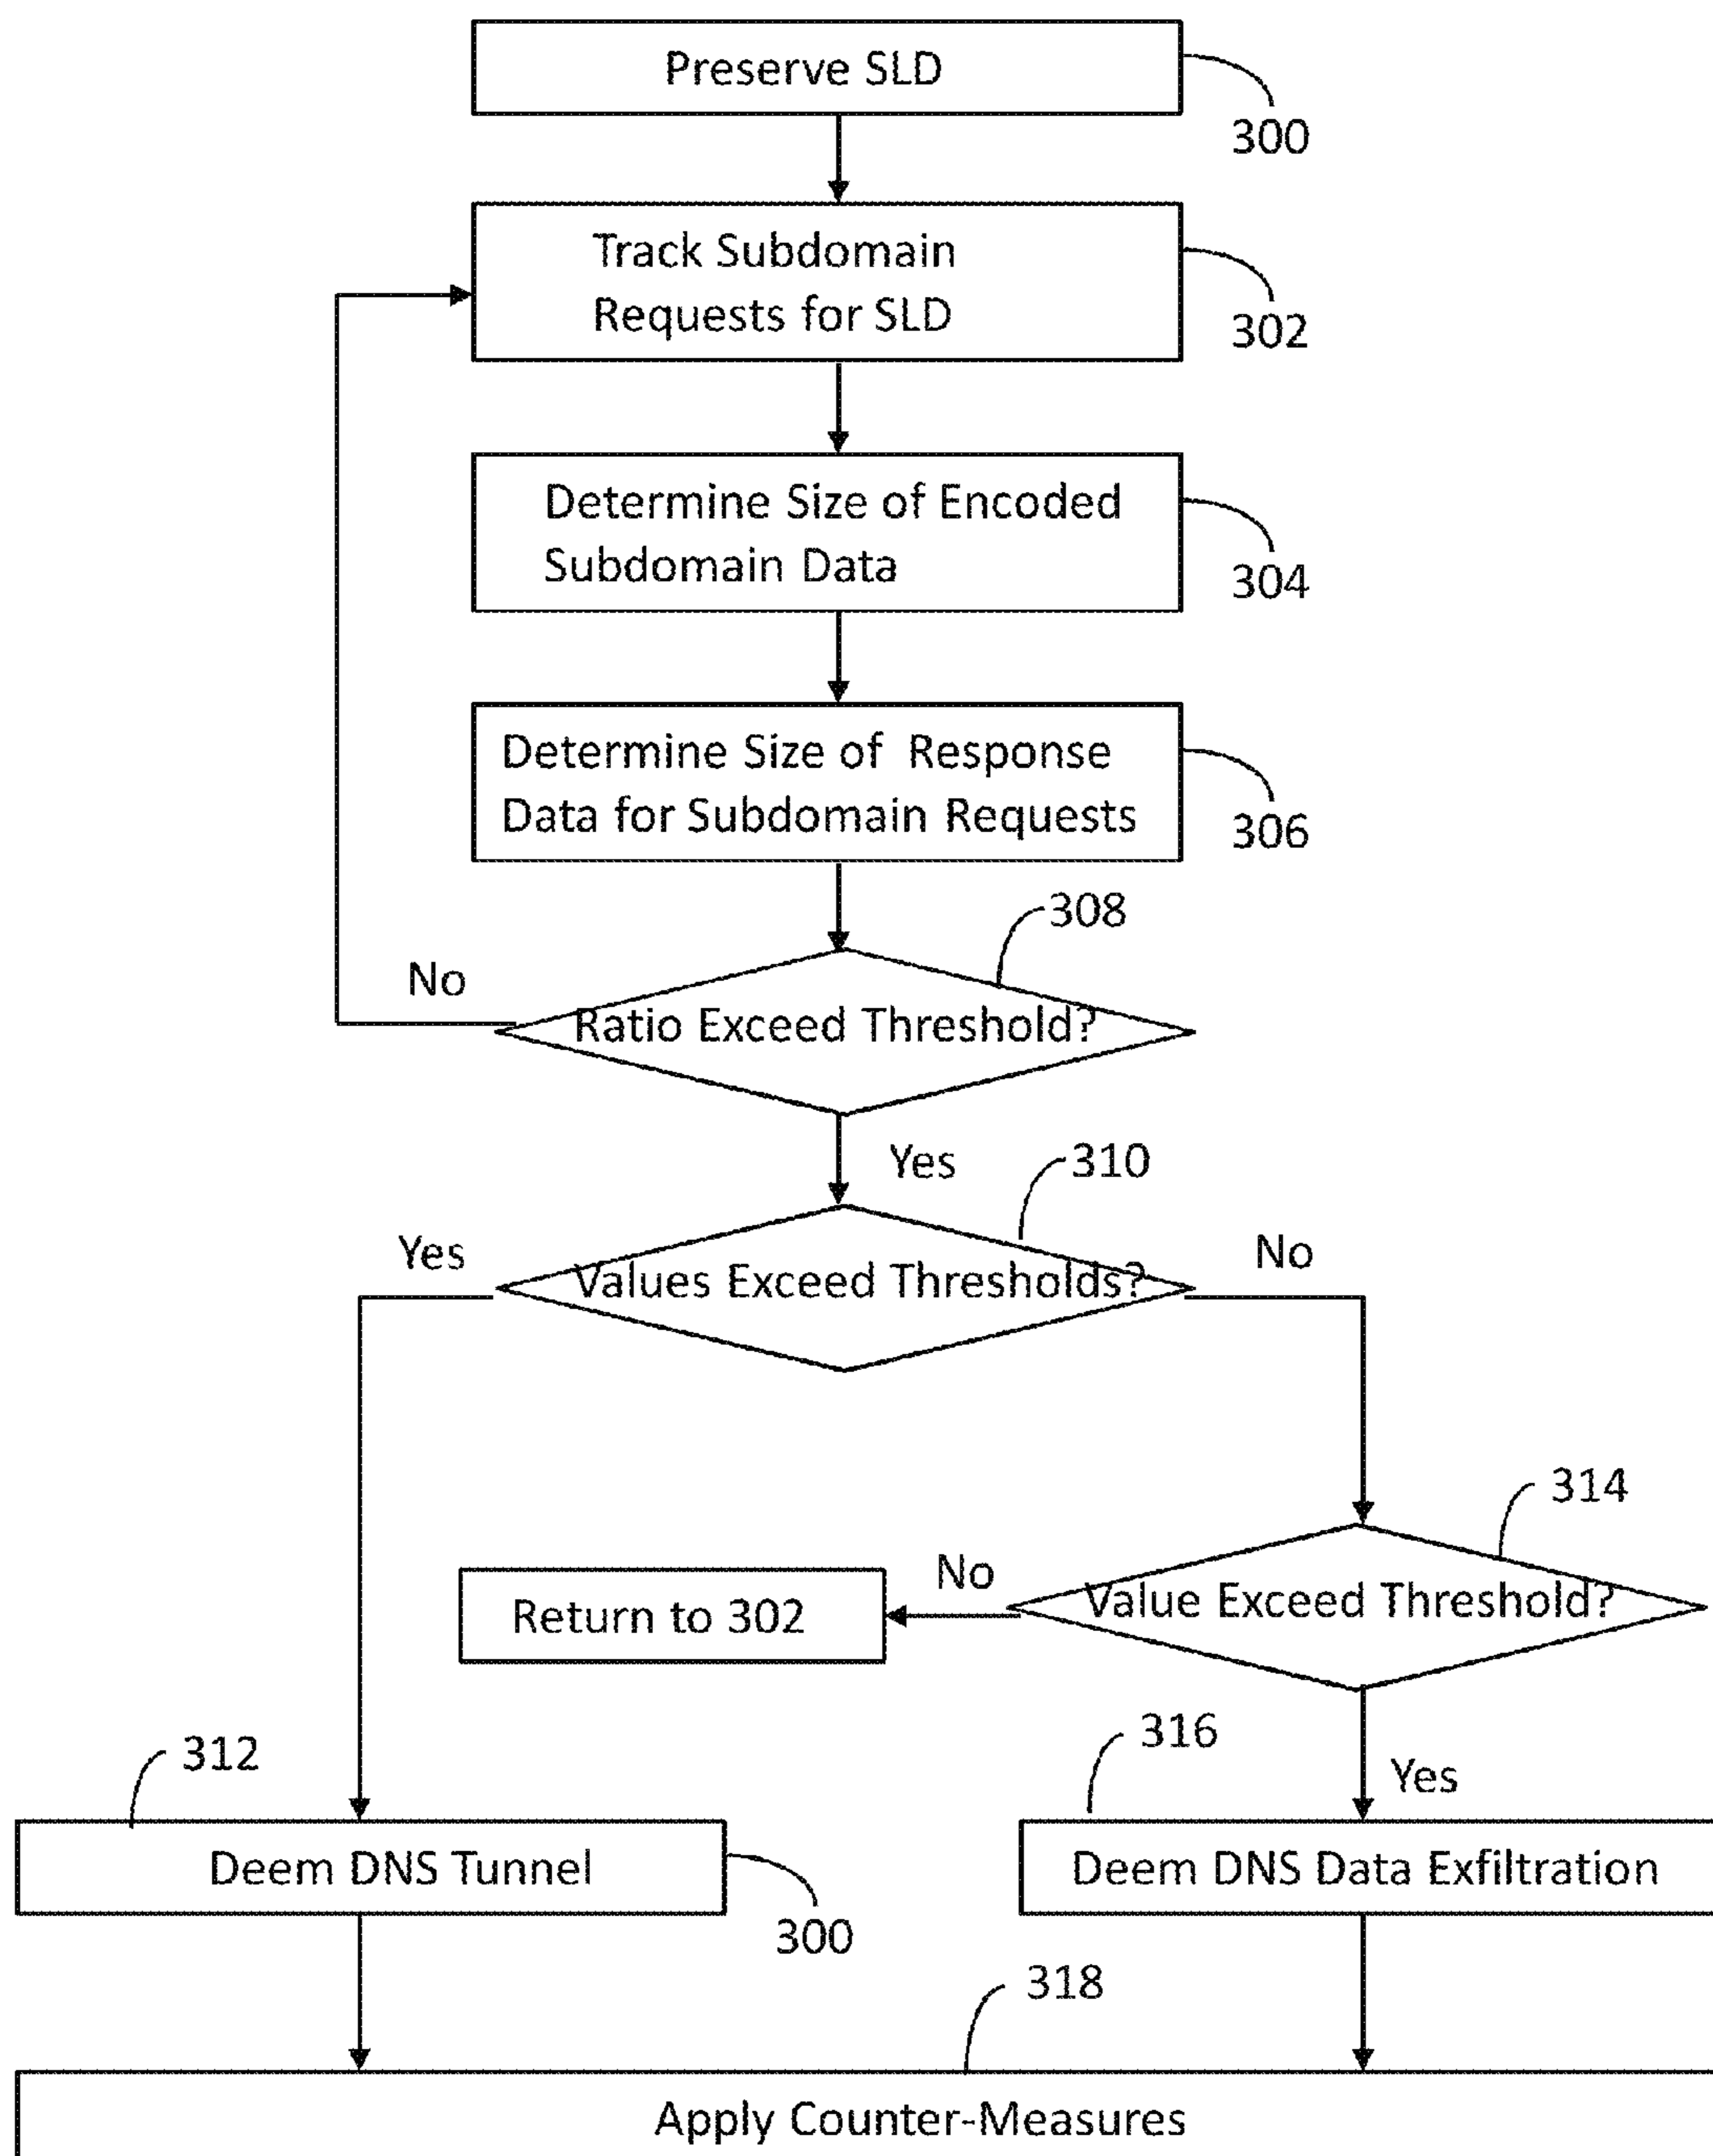 Preserve SLD
300
Track Subdomain
Requests for SLD
302
Determine Size of Encoded
Subdomain Data
304
Determine Size of Response
Data for Subdomain Requests
306
308
No
Ratio Exceed Threshold?
Yes
310
Yes
No
Values Exceed Thresholds?
314
No
Return to 302
Value Exceed Threshold?
312
316
Yes
Deem DNS Tunnel
Deem DNS Data Exfiltration
300
318
Apply Counter-Measures